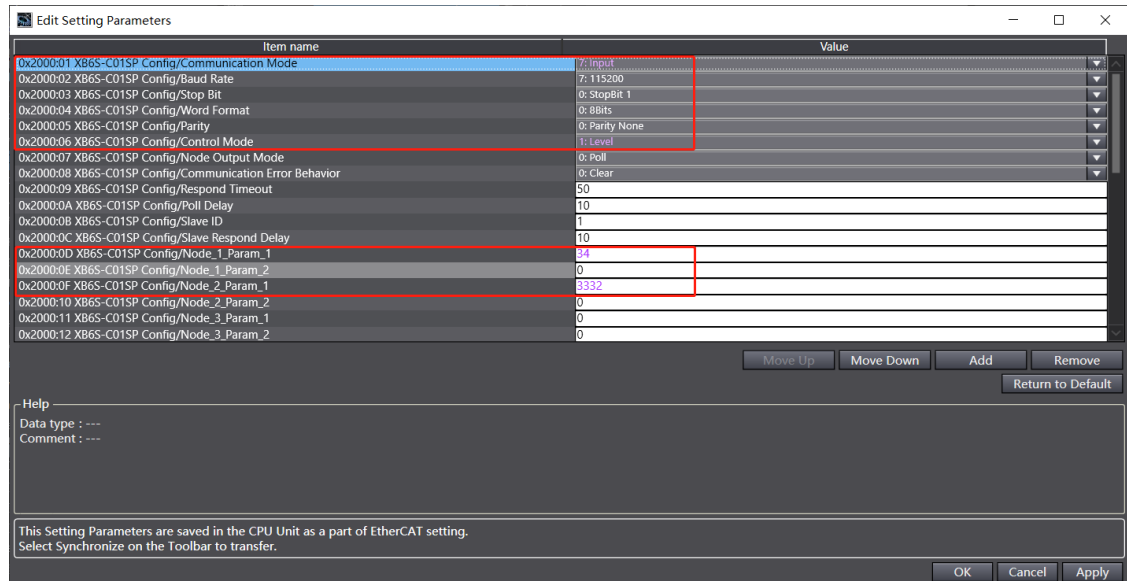 Edit Setting Parameters
Item name Value
0x2000:01 XB6S-C01SP Config/Communication Mode 7: Input
0x2000:02 XB6S-C01SP Config/Baud Rate 7: 115200
0x2000:03 XB6S-C01SP Config/Stop Bit 0: StopBit 1
0x2000:04 XB6S-C01SP Config/Word Format 0: 8Bits
0x2000:05 XB6S-C01SP Config/Parity 0: Parity None
0x2000:06 XB6S-C01SP Config/Control Mode 1: Level
0x2000:07 XB6S-C01SP Config/Node Output Mode 0: Poll
0x2000:08 XB6S-C01SP Config/Communication Error Behavior 0: Clear
0x2000:09 XB6S-C01SP Config/Respond Timeout 50
0x2000:0A XB6S-C01SP Config/Poll Delay 10
0x2000:0B XB6S-C01SP Config/Slave ID 1
0x2000:0C XB6S-C01SP Config/Slave Respond Delay 10
0x2000:0D XB6S-C01SP Config/Node_1_Param_1 34
0x2000:0E XB6S-C01SP Config/Node_1_Param_2 0
0x2000:0F XB6S-C01SP Config/Node_2_Param_1 3332
0x2000:10 XB6S-C01SP Config/Node_2_Param_2 0
0x2000:11 XB6S-C01SP Config/Node_3_Param_1 0
0x2000:12 XB6S-C01SP Config/Node_3_Param_2 0
Move Up Move Down Add Remove
Return to Default
Help
Data type : ---
Comment : ---
This Setting Parameters are saved in the CPU Unit as a part of EtherCAT setting.
Select Synchronize on the Toolbar to transfer.
OK Cancel Apply